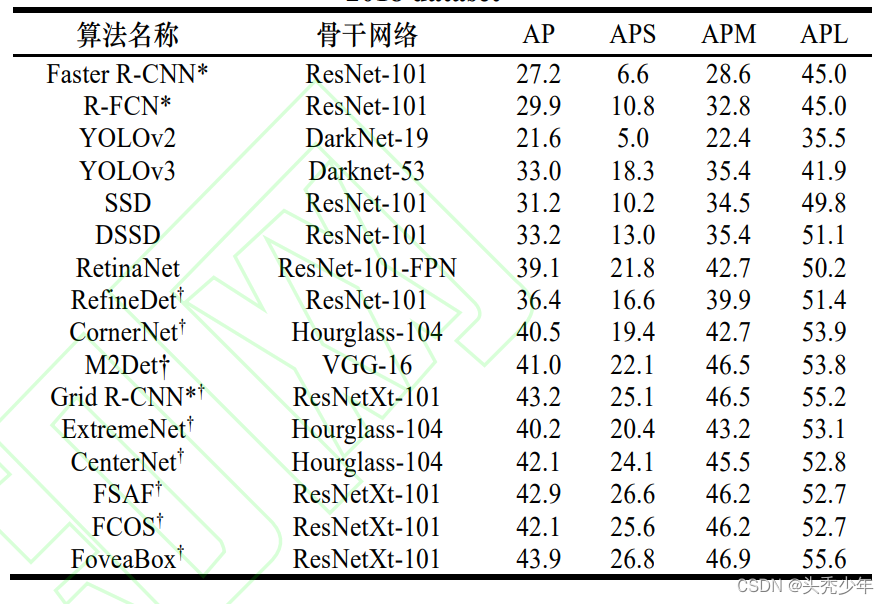 2018 dataset
算法名称 骨干网络 AP APS APM APL
Faster R-CNN* ResNet-101 27.2 6.6 28.6 45.0
R-FCN* ResNet-101 29.9 10.8 32.8 45.0
YOLOv2 DarkNet-19 21.6 5.0 22.4 35.5
YOLOv3 Darknet-53 33.0 18.3 35.4 41.9
SSD ResNet-101 31.2 10.2 34.5 49.8
DSSD ResNet-101 33.2 13.0 35.4 51.1
RetinaNet ResNet-101-FPN 39.1 21.8 42.7 50.2
RefineDet† ResNet-101 36.4 16.6 39.9 51.4
CornerNet† Hourglass-104 40.5 19.4 42.7 53.9
M2Det† VGG-16 41.0 22.1 46.5 53.8
Grid R-CNN*† ResNetXt-101 43.2 25.1 46.5 55.2
ExtremeNet† Hourglass-104 40.2 20.4 43.2 53.1
CenterNet† Hourglass-104 42.1 24.1 45.5 52.8
FSAF† ResNetXt-101 42.9 26.6 46.2 52.7
FCOS† ResNetXt-101 42.1 25.6 46.2 52.7
FoveaBox† ResNetXt-101 43.9 26.8 46.9 55.6
CSDN @头秃少年